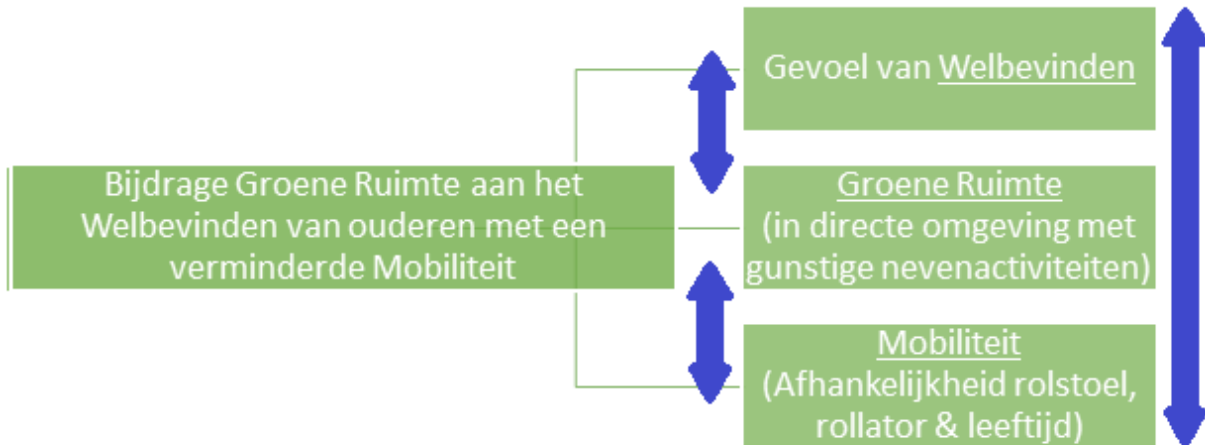 Gevoel van Welbevinden
Bijdrage Groene Ruimte aan het
Welbevinden van ouderen met een
verminderde Mobiliteit
Groene Ruimte
(in directe omgeving met
gunstige nevenactiviteiten)
Mobiliteit
(Afhankelijkheid rolstoel,
rollator & leeftijd)